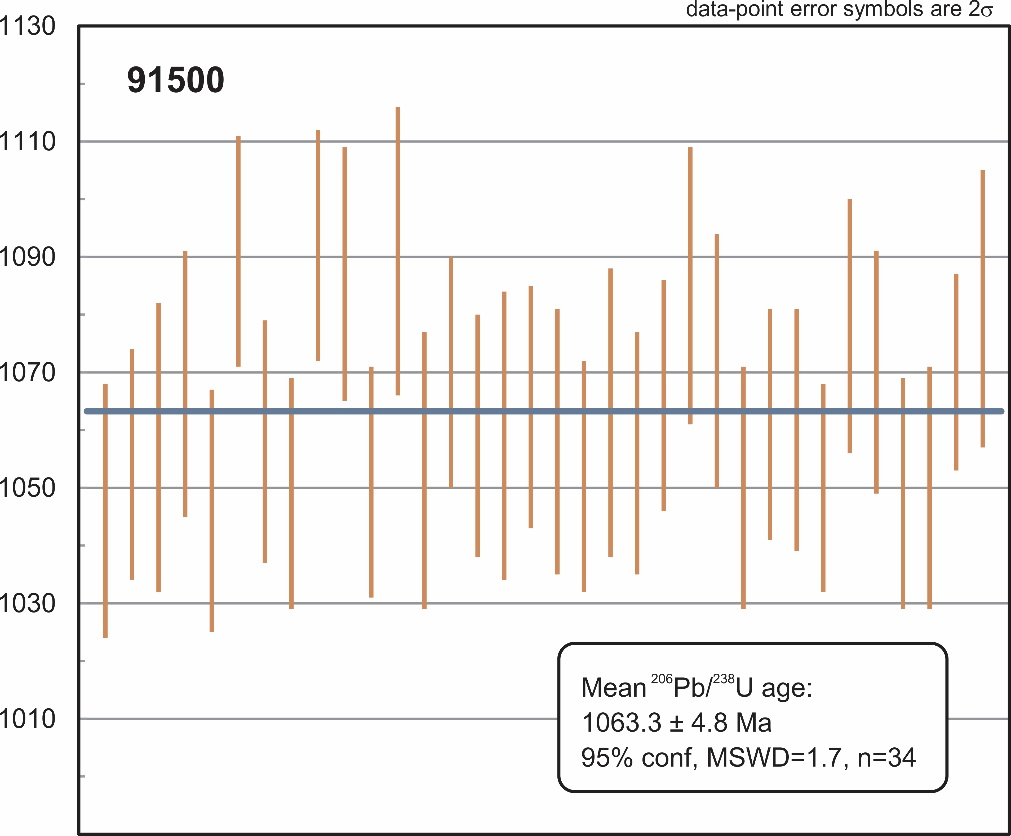 data-point error symbols are 2σ
1130
91500
1110
1090
1070
1050
1030
1010
Mean ²⁰⁶Pb/²³⁸U age:
1063.3 ± 4.8 Ma
95% conf, MSWD=1.7, n=34